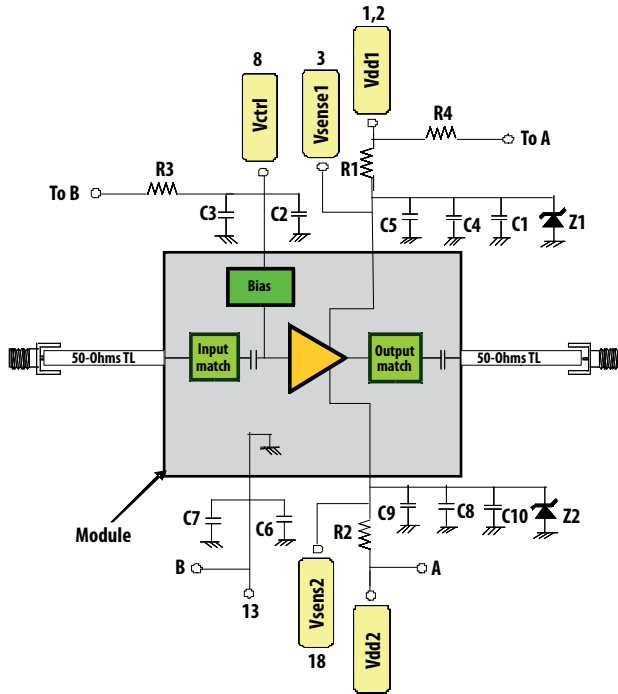 1,2
8
3
Vctrl
Vsense1
Vdd1
R4
To A
R3
R1
To B
C3
C2
C5
C4
C1
Z1
Bias
50-Ohms TL
Input
match
Output
match
50-Ohms TL
Module
C7
C6
R2
C9
C8
C10
Z2
B
A
13
Vsens2
Vdd2
18